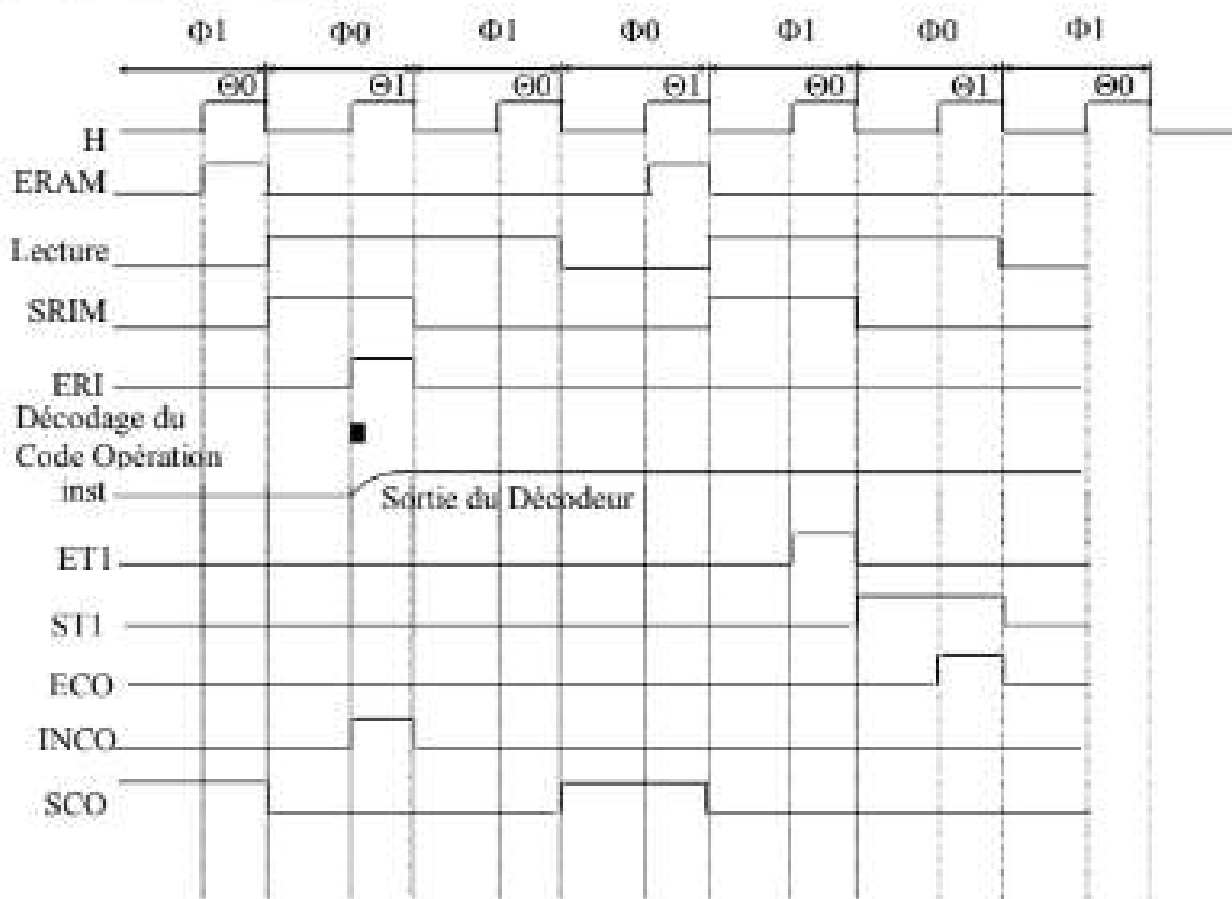 Φ1 Φ0 Φ1 Φ0 Φ1 Φ0 Φ1
Θ0 Θ1 Θ0 Θ1 Θ0 Θ1 Θ0
H
ERAM
Lecture
SRIM
ERI
Décodage du
Code Opération
inst
Sortie du Décodeur
ET1
ST1
ECO
INCO
SCO